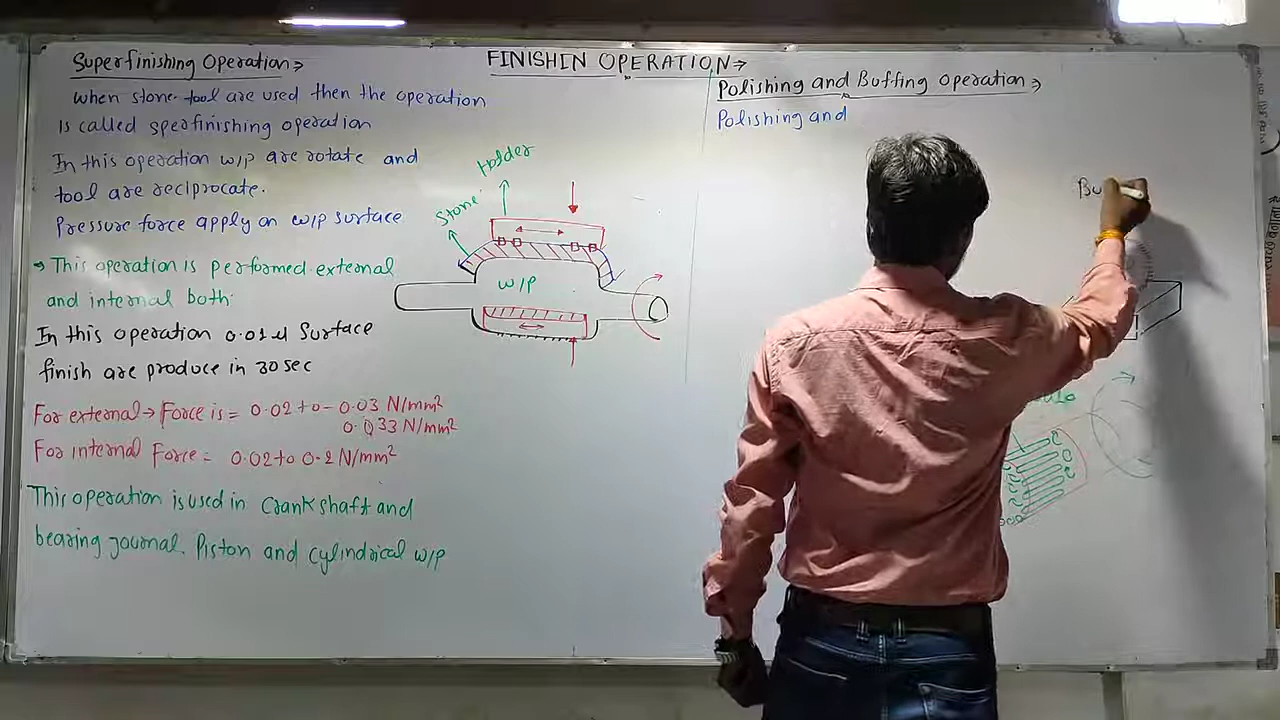 FINISHIN OPERATION
Superfinishing Operation
When stone tool are used then the operation
Is called sperfinishing operation
In this operation w/p are rotate and
tool are reciprocate.
Pressure force apply on w/p surface
This operation is performed external
and internal both
In this operation 0.01μ Surface
finish are produce in 30 sec
For external → Force is = 0.02 to - 0.03 N/mm²
0.033 N/mm²
For internal Force = 0.02 to 0.2 N/mm²
This operation is used in Crank shaft and
bearing journal Piston and cylindrical w/p
Holder
Stone
w/p
Polishing and Buffing Operation
Polishing and
Bu